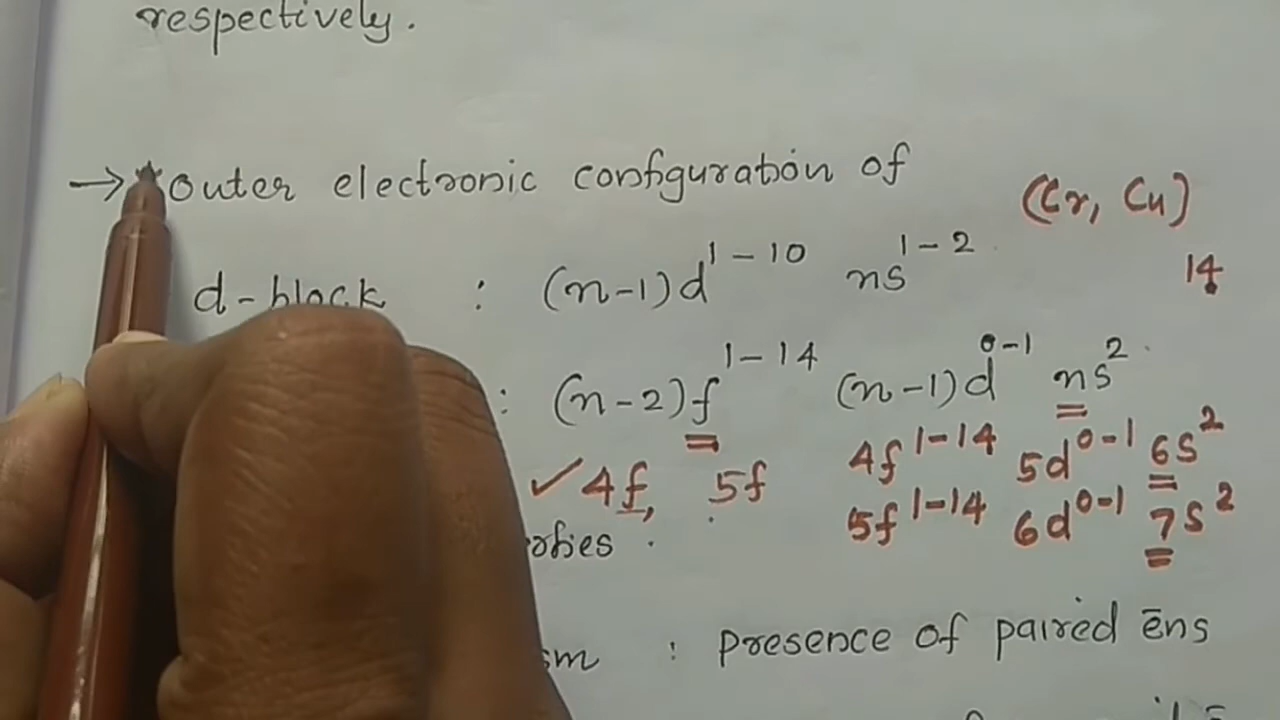 respectively.
→ * Outer electronic configuration of
(Cr, Cu)
d-block : (n-1)d¹⁻¹⁰ ns¹⁻²
14
: (n-2)f¹⁻¹⁴ (n-1)d⁰⁻¹ ns²
✓4f, 5f
4f¹⁻¹⁴ 5d⁰⁻¹ 6s²
5f¹⁻¹⁴ 6d⁰⁻¹ 7s²
: presence of paired ēns